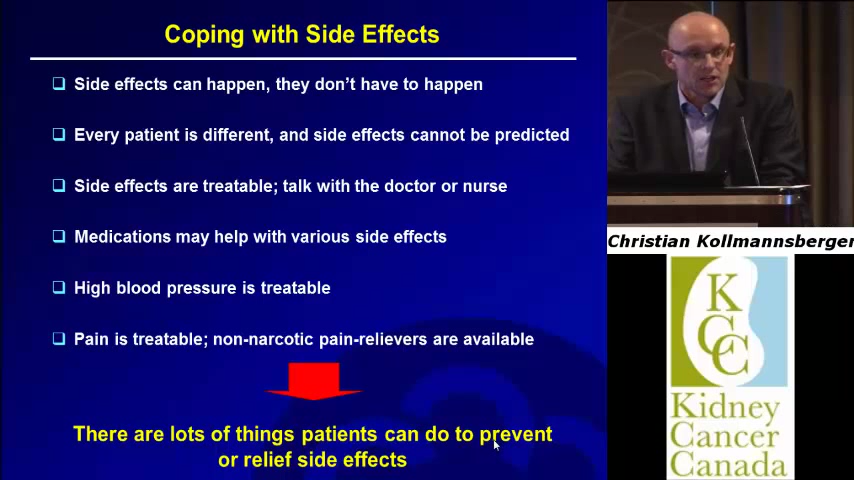 Coping with Side Effects
Side effects can happen, they don't have to happen
Every patient is different, and side effects cannot be predicted
Side effects are treatable; talk with the doctor or nurse
Medications may help with various side effects
High blood pressure is treatable
Pain is treatable; non-narcotic pain-relievers are available
There are lots of things patients can do to prevent
or relief side effects
Christian Kollmannsberger
KCC
Kidney
Cancer
Canada